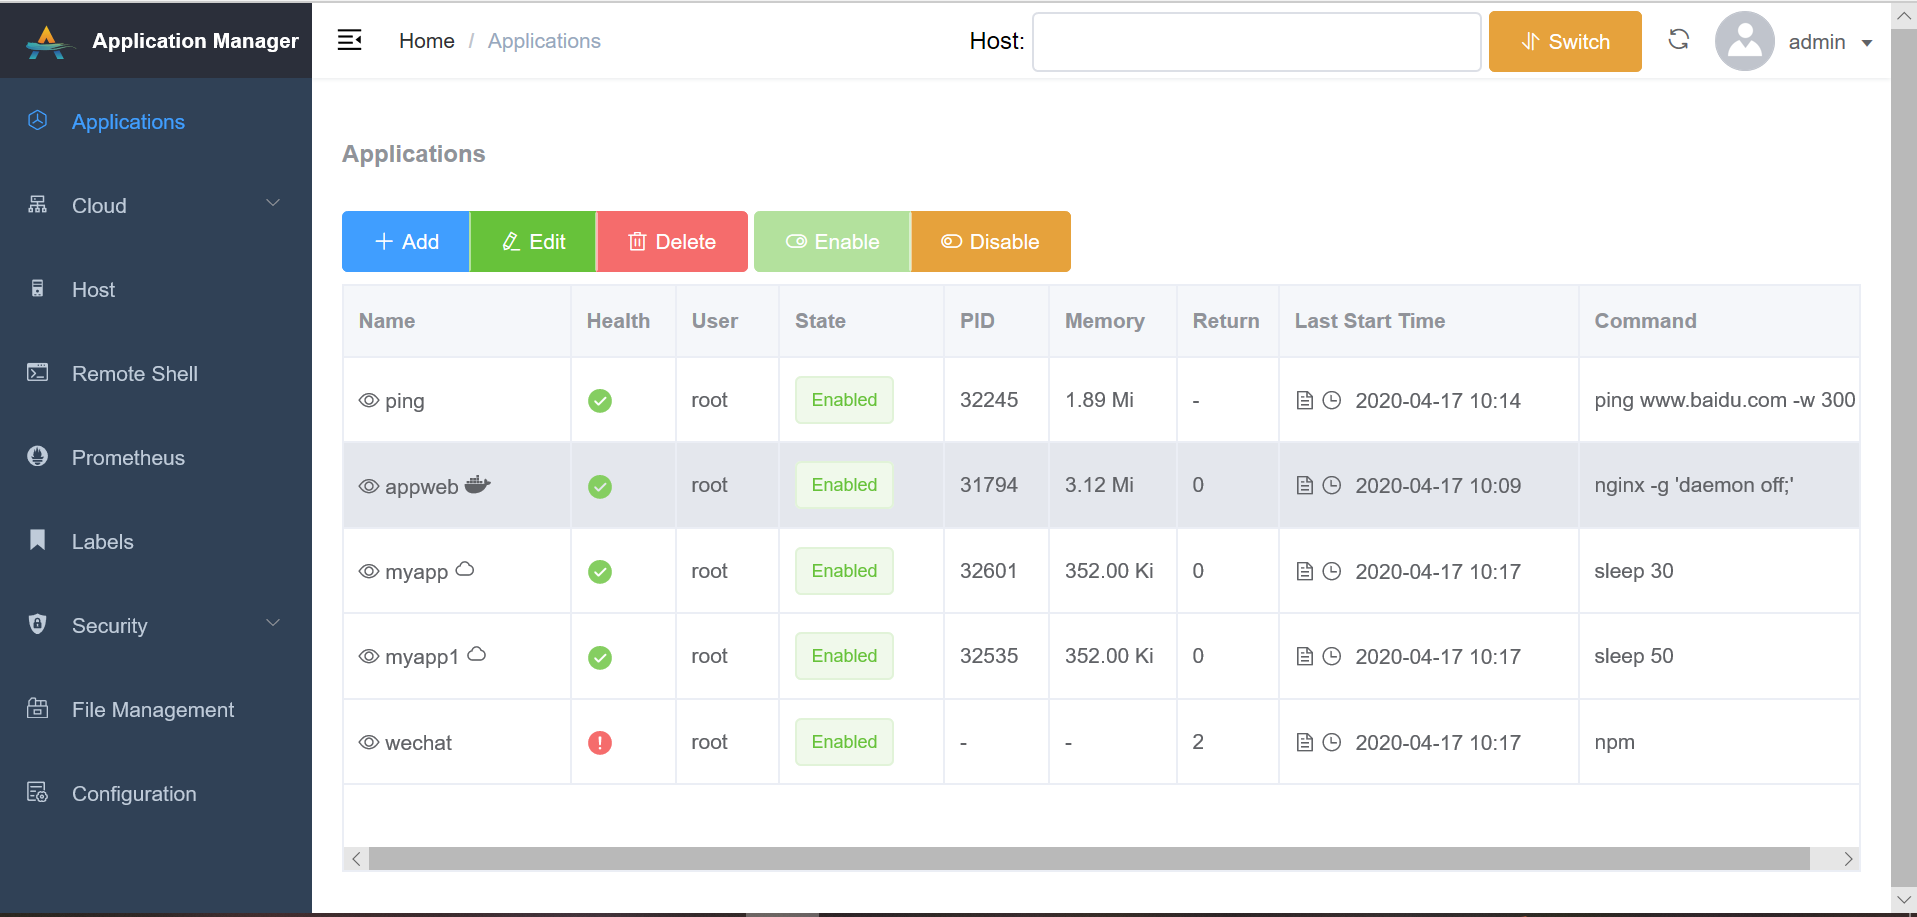 Application Manager
Home / Applications
Host:
Switch
admin
Applications
Cloud
Host
Remote Shell
Prometheus
Labels
Security
File Management
Configuration
Applications
Add Edit Delete Enable Disable
Name Health User State PID Memory Return Last Start Time Command
ping root Enabled 32245 1.89 Mi - 2020-04-17 10:14 ping www.baidu.com -w 300
appweb root Enabled 31794 3.12 Mi 0 2020-04-17 10:09 nginx -g 'daemon off;'
myapp root Enabled 32601 352.00 Ki 0 2020-04-17 10:17 sleep 30
myapp1 root Enabled 32535 352.00 Ki 0 2020-04-17 10:17 sleep 50
wechat root Enabled - - 2 2020-04-17 10:17 npm